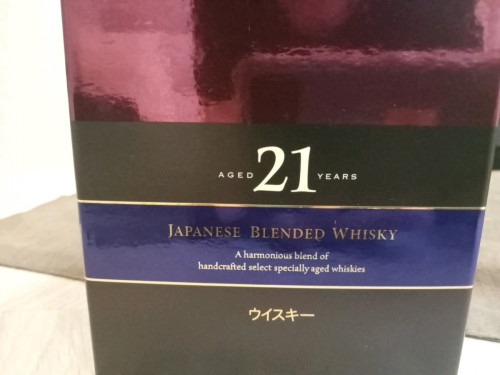 AGED 21 YEARS
JAPANESE BLENDED WHISKY
A harmonious blend of
handcrafted select specially aged whiskies
ウイスキー